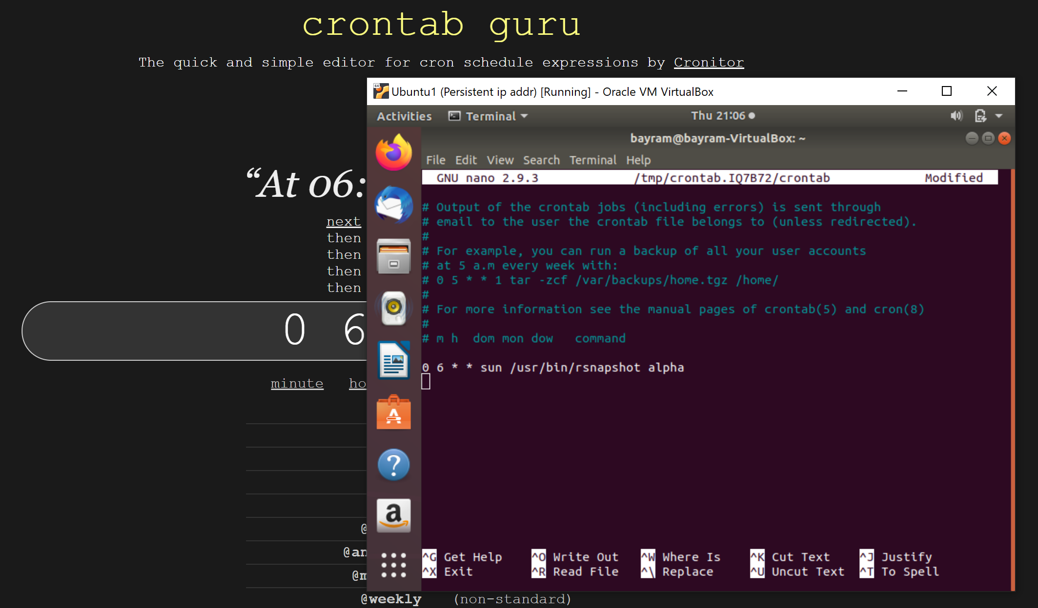 crontab guru
The quick and simple editor for cron schedule expressions by Cronitor
Ubuntu1 (Persistent ip addr) [Running] - Oracle VM VirtualBox
Activities Terminal Thu 21:06
bayram@bayram-VirtualBox: ~
File Edit View Search Terminal Help
GNU nano 2.9.3 /tmp/crontab.IQ7B72/crontab Modified
# Output of the crontab jobs (including errors) is sent through
# email to the user the crontab file belongs to (unless redirected).
#
# For example, you can run a backup of all your user accounts
# at 5 a.m every week with:
# 0 5 * * 1 tar -zcf /var/backups/home.tgz /home/
#
# For more information see the manual pages of crontab(5) and cron(8)
#
# m h  dom mon dow   command
0 6 * * sun /usr/bin/rsnapshot alpha
^G Get Help ^O Write Out ^W Where Is ^K Cut Text ^J Justify
^X Exit ^R Read File ^\ Replace ^U Uncut Text ^T To Spell
“At 06:
next
then
then
then
then
0 6
minute
@weekly (non-standard)